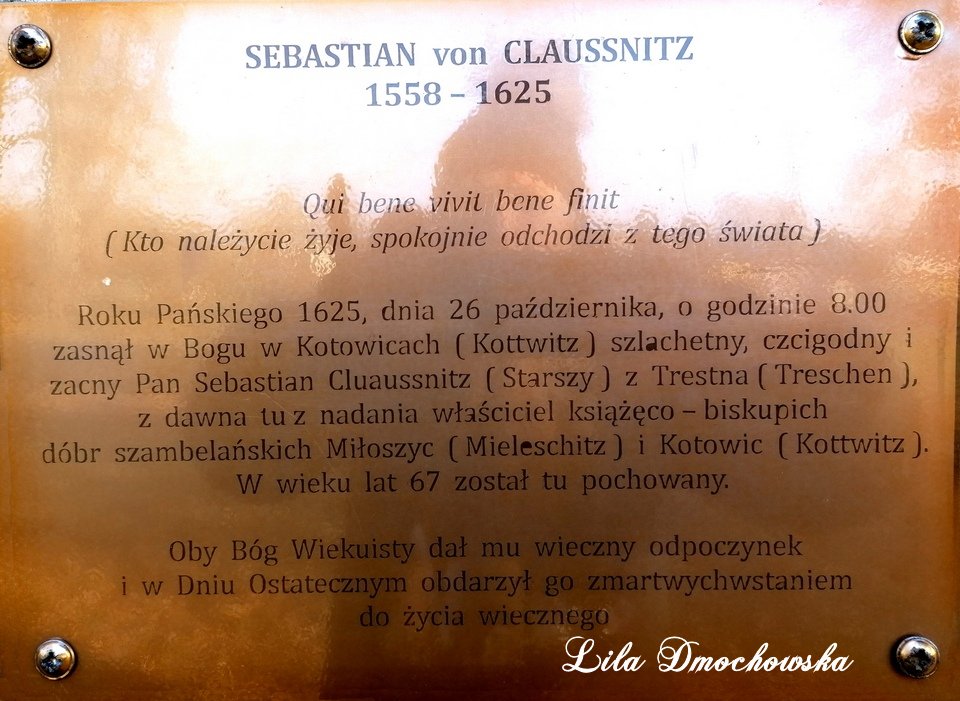 SEBASTIAN von CLAUSSNITZ
1558 – 1625
Qui bene vivit bene finit
( Kto należycie żyje, spokojnie odchodzi z tego świata )
Roku Pańskiego 1625, dnia 26 października, o godzinie 8.00
zasnął w Bogu w Kotowicach ( Kottwitz ) szlachetny, czcigodny i
zacny Pan Sebastian Cluaussnitz ( Starszy ) z Trestna ( Treschen ),
z dawna tu z nadania właściciel książęco – biskupich
dóbr szambelańskich Miłoszyc ( Mieleschitz ) i Kotowic ( Kottwitz ).
W wieku lat 67 został tu pochowany.
Oby Bóg Wiekuisty dał mu wieczny odpoczynek
i w Dniu Ostatecznym obdarzył go zmartwychwstaniem
do życia wiecznego
Lila Dmochowska